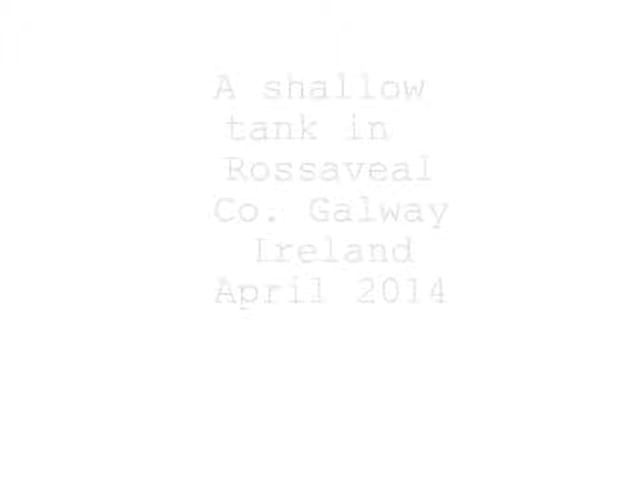 A shallow
tank in
Rossaveal
Co. Galway
Ireland
April 2014